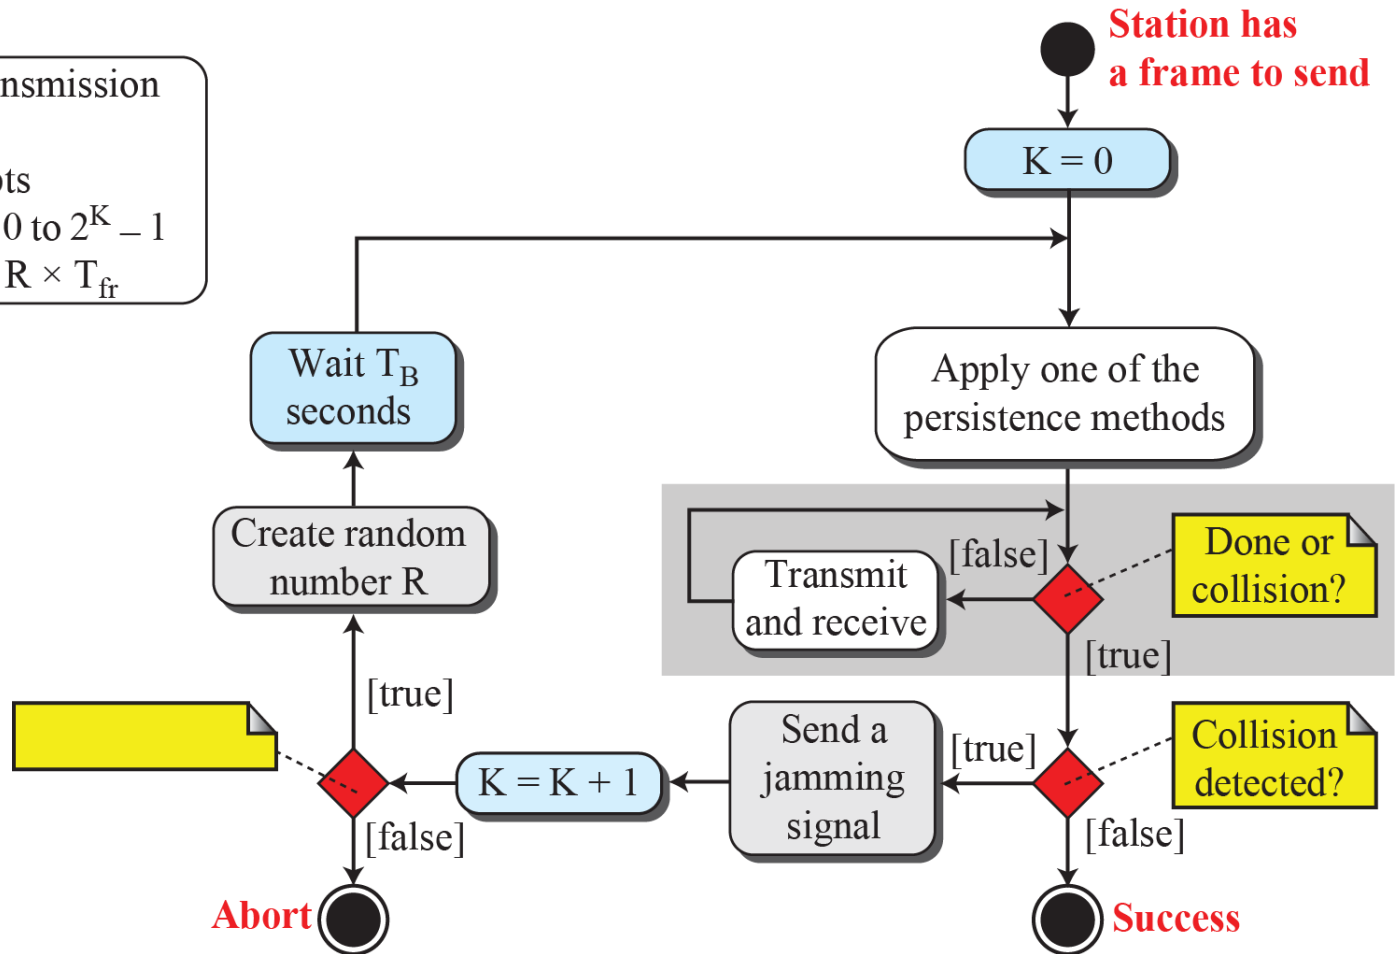 Station has
a frame to send
nsmission
ots
0 to 2^K – 1
R × T_fr
K = 0
Wait T_B
seconds
Apply one of the
persistence methods
Create random
number R
[false]
Transmit
and receive
Done or
collision?
[true]
[true]
Send a
jamming
signal
[true]
Collision
detected?
K = K + 1
[false]
[false]
Abort
Success